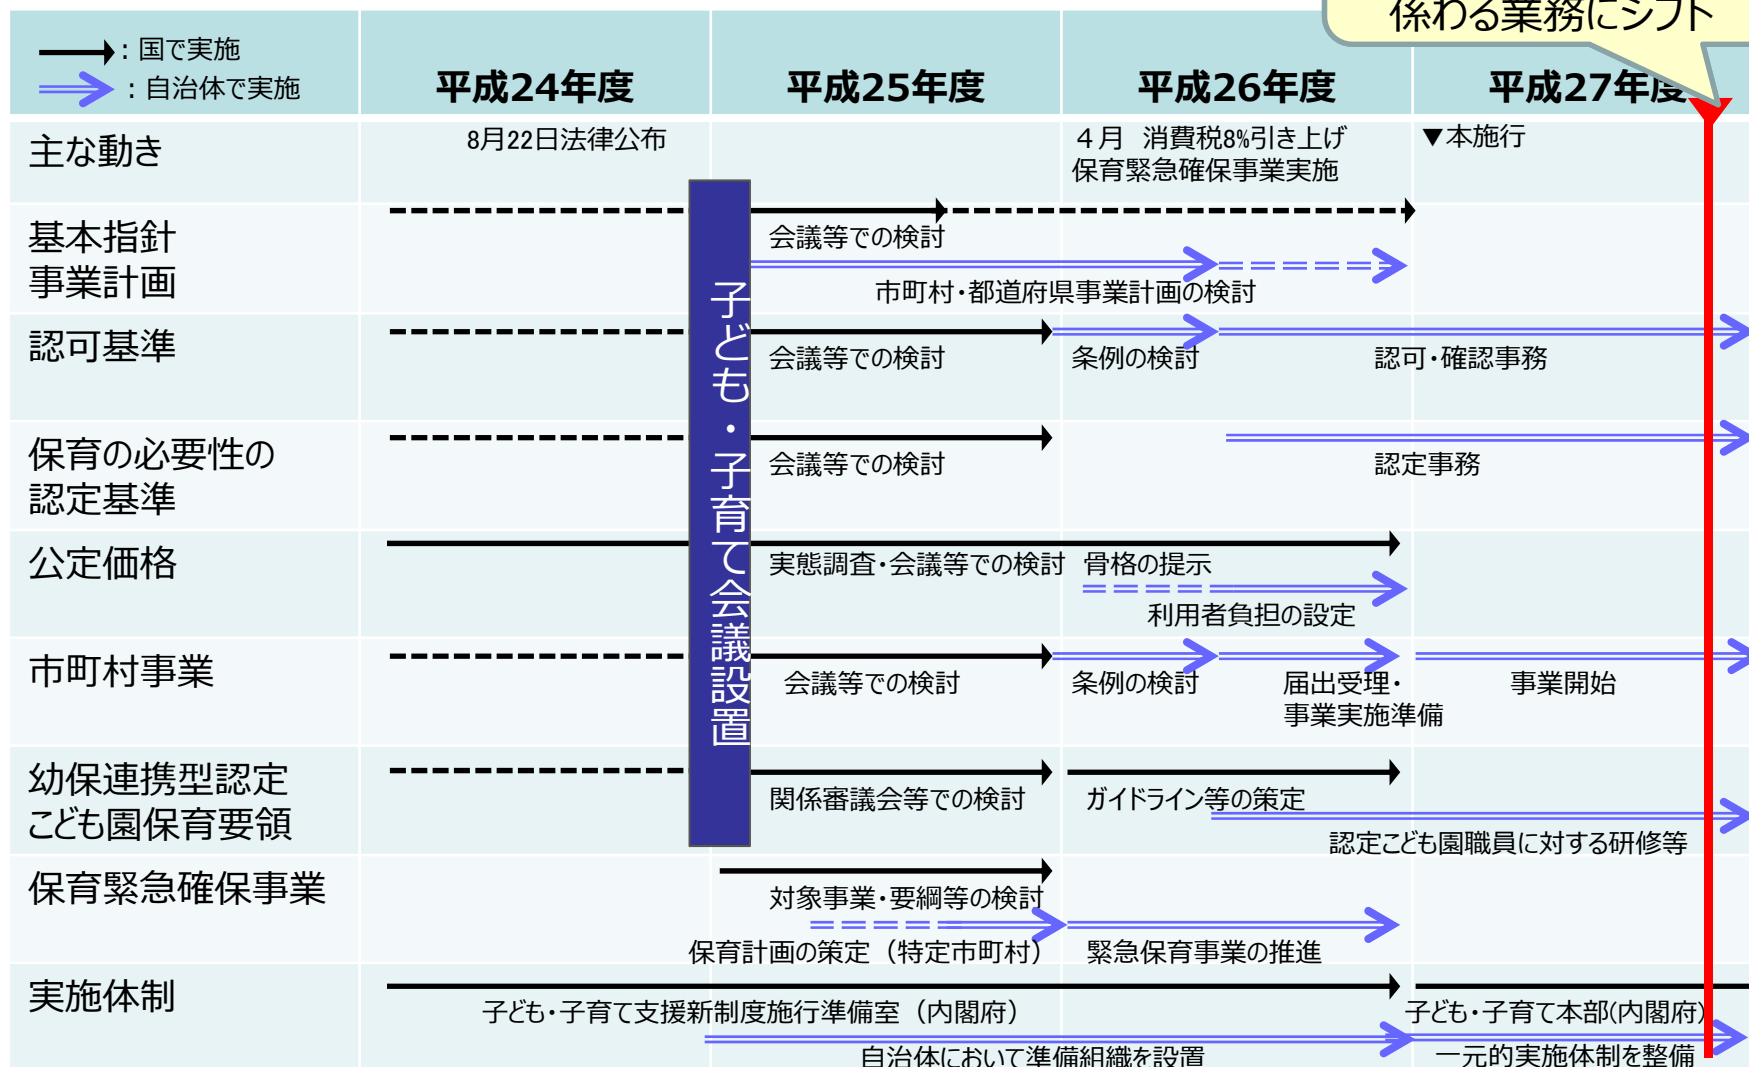 係わる業務にシフト
：国で実施
：自治体で実施
平成24年度
平成25年度
平成26年度
平成27年度
主な動き
8月22日法律公布
４月　消費税8%引き上げ
保育緊急確保事業実施
▼本施行
子ども・子育て会議設置
基本指針
事業計画
会議等での検討
市町村・都道府県事業計画の検討
認可基準
会議等での検討
条例の検討
認可・確認事務
保育の必要性の
認定基準
会議等での検討
認定事務
公定価格
実態調査・会議等での検討
骨格の提示
利用者負担の設定
市町村事業
会議等での検討
条例の検討
届出受理・
事業実施準備
事業開始
幼保連携型認定
こども園保育要領
関係審議会等での検討
ガイドライン等の策定
認定こども園職員に対する研修等
保育緊急確保事業
対象事業・要綱等の検討
保育計画の策定（特定市町村）
緊急保育事業の推進
実施体制
子ども・子育て支援新制度施行準備室（内閣府）
子ども・子育て本部(内閣府)
自治体において準備組織を設置
一元的実施体制を整備